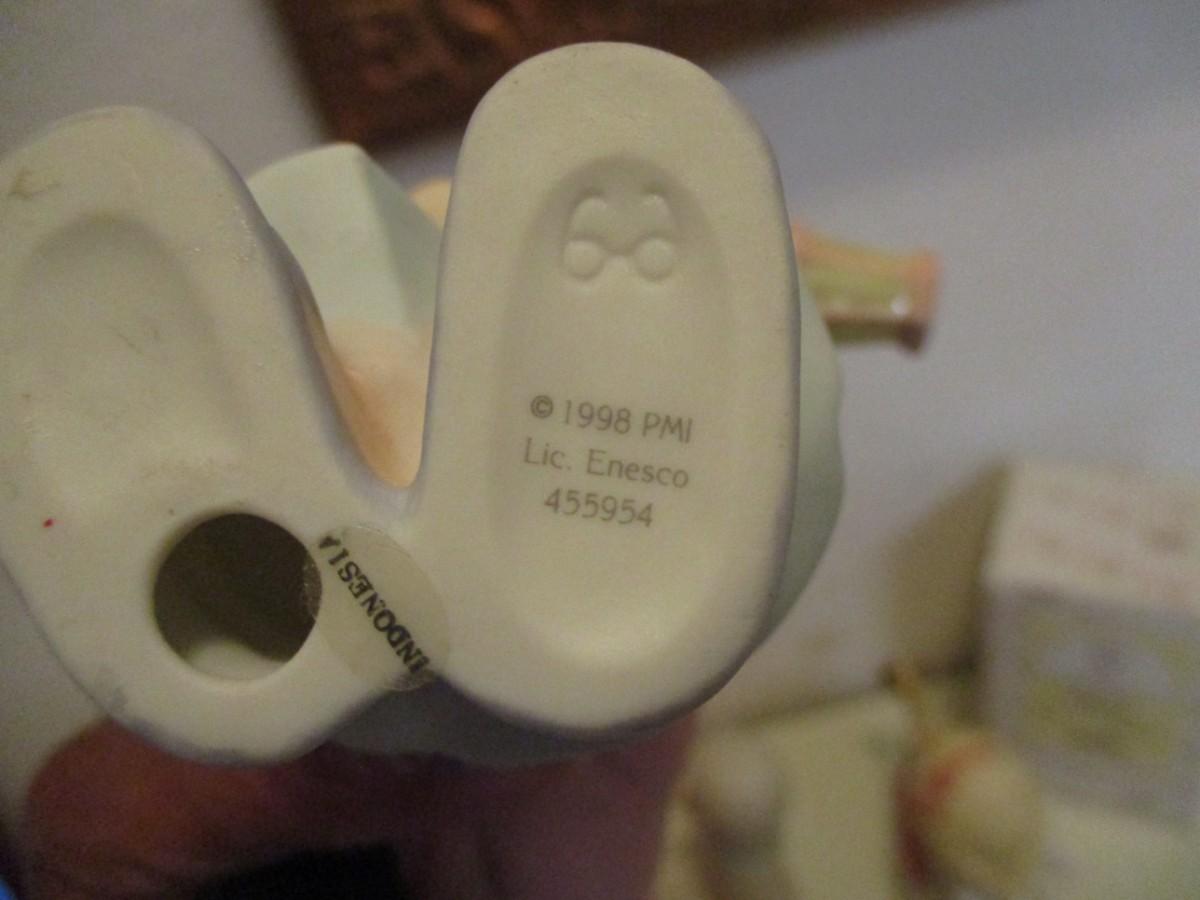 © 1998 PMI
Lic. Enesco
455954
INDONESIA